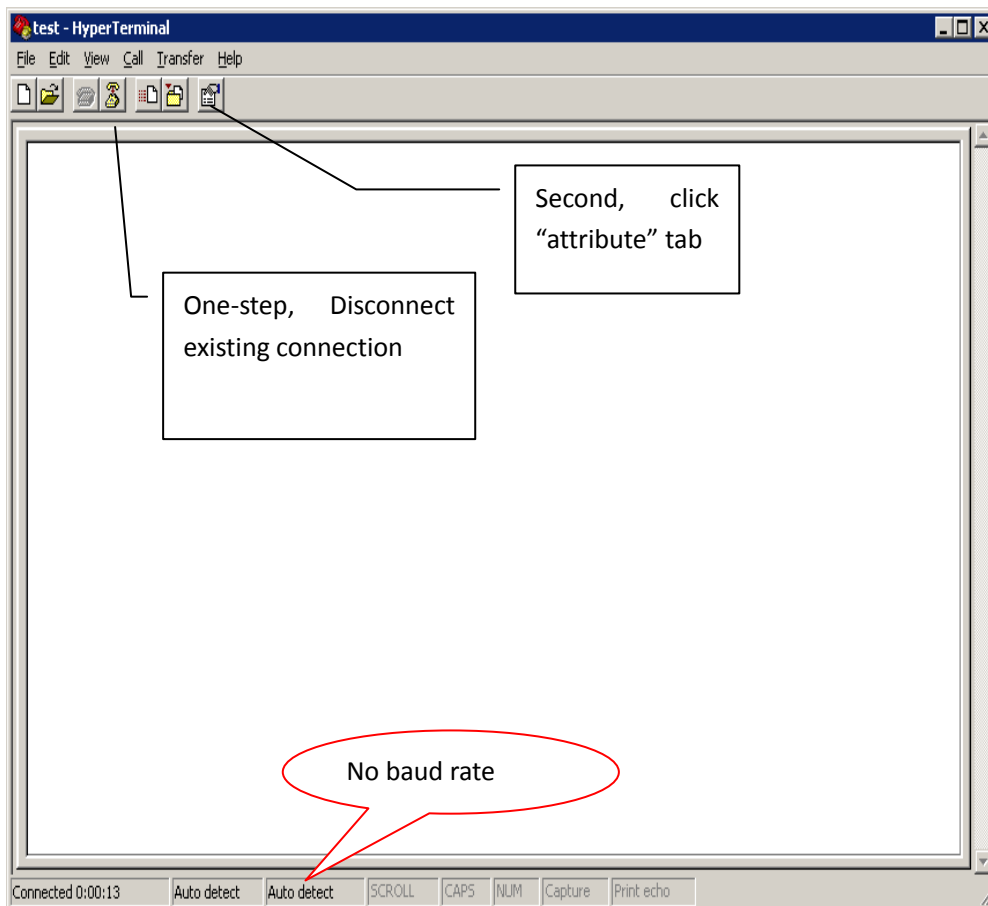 test - HyperTerminal
File Edit View Call Transfer Help
Second, click
“attribute” tab
One-step, Disconnect
existing connection
No baud rate
Connected 0:00:13 Auto detect Auto detect SCROLL CAPS NUM Capture Print echo